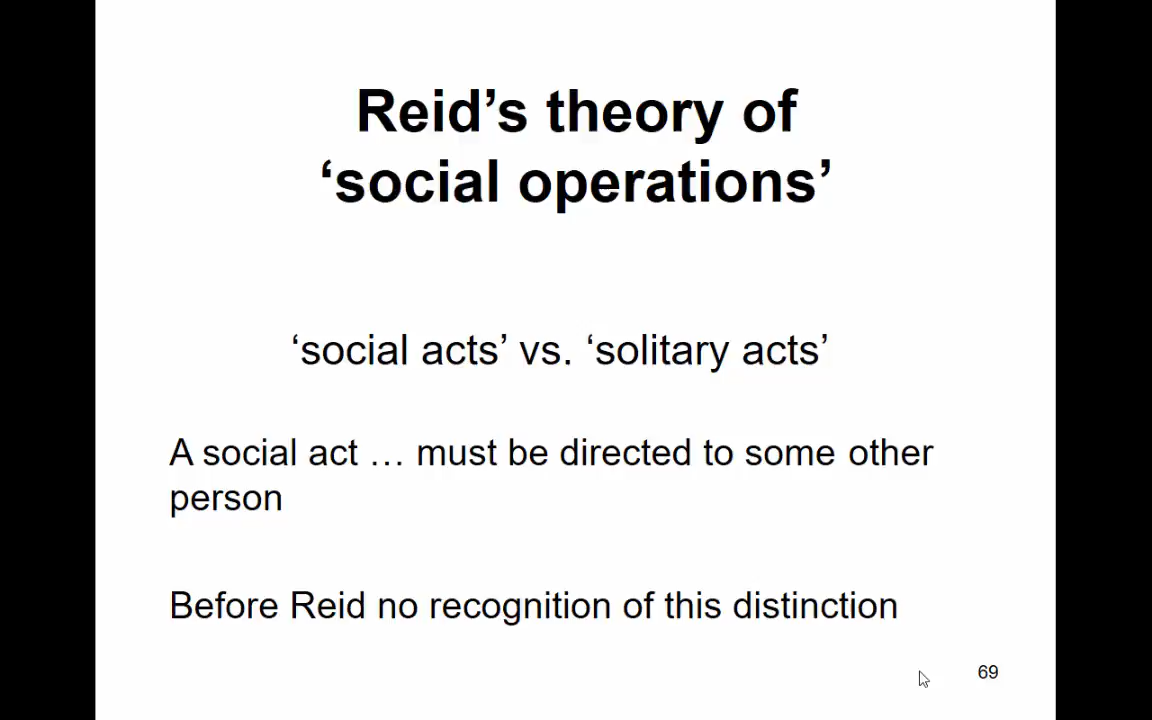 Reid’s theory of
‘social operations’
‘social acts’ vs. ‘solitary acts’
A social act … must be directed to some other
person
Before Reid no recognition of this distinction
69